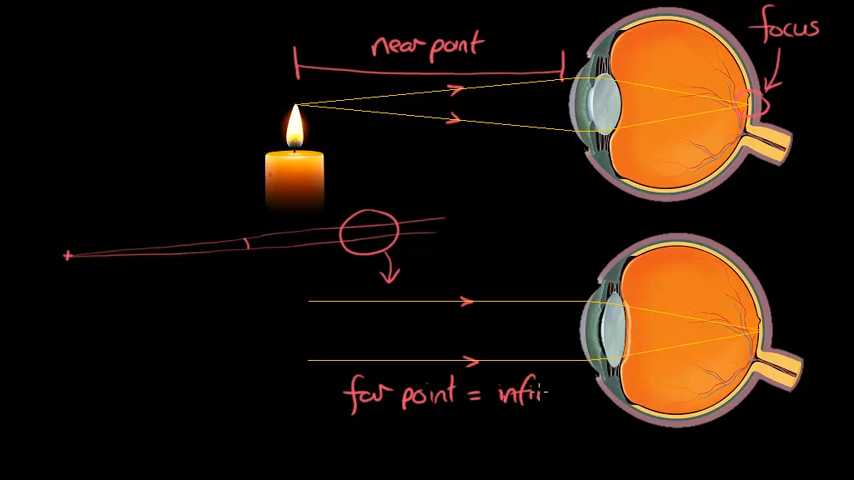 near point
focus
far point = infi